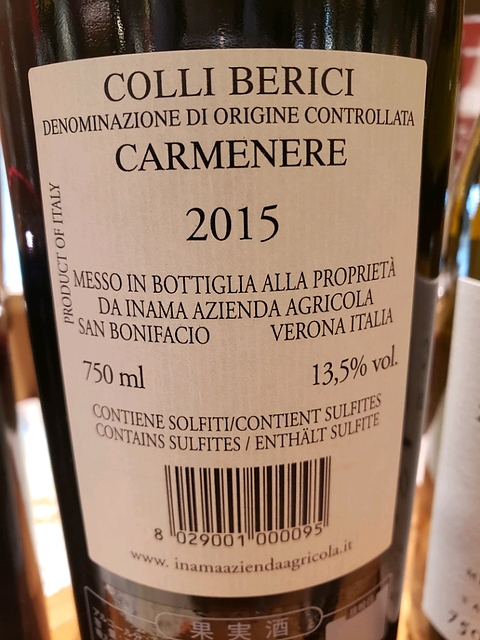 COLLI BERICI
DENOMINAZIONE DI ORIGINE CONTROLLATA
CARMENERE
2015
PRODUCT OF ITALY
MESSO IN BOTTIGLIA ALLA PROPRIETÀ
DA INAMA AZIENDA AGRICOLA
SAN BONIFACIO VERONA ITALIA
750 ml 13,5% vol.
CONTIENE SOLFITI/CONTIENT SULFITES
CONTAINS SULFITES / ENTHÄLT SULFITE
8 029001 000095
www. inamaaziendaagricola.it
果実酒